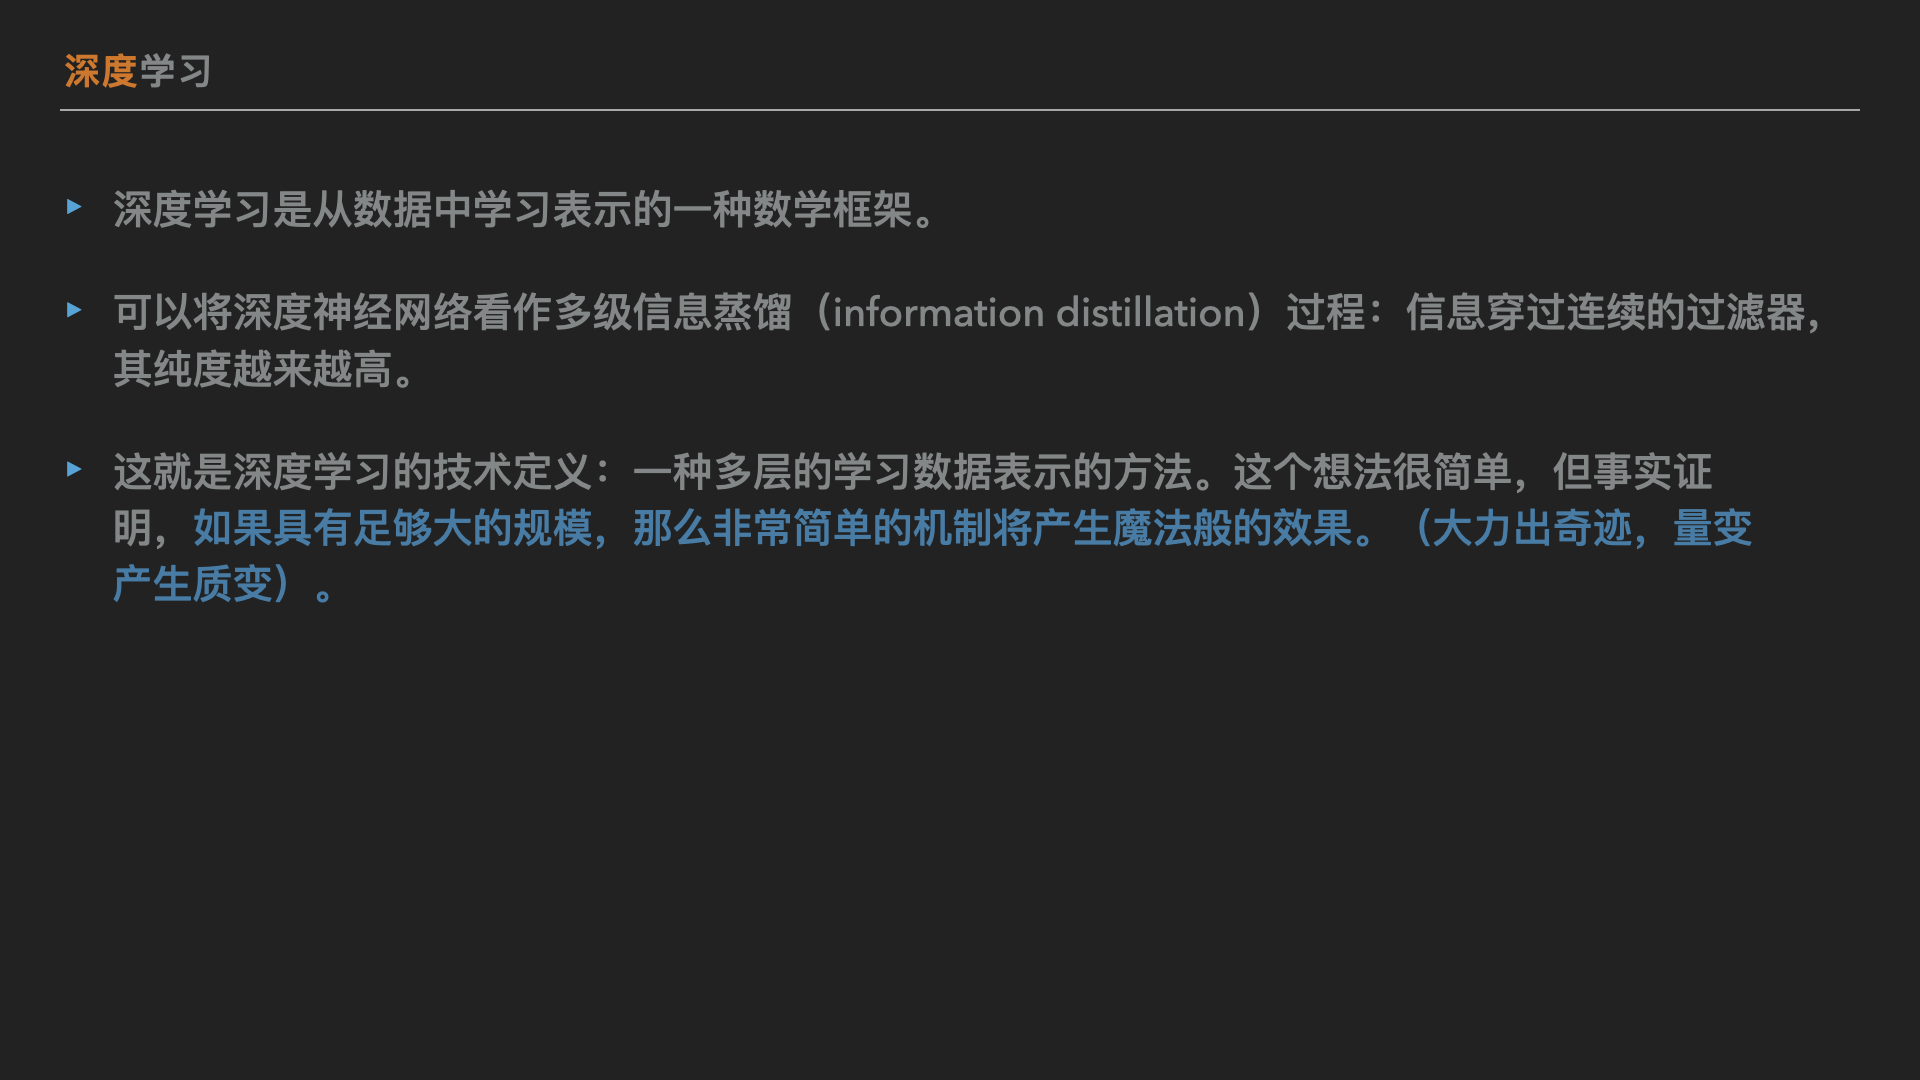 深度学习
▸ 深度学习是从数据中学习表示的一种数学框架。
▸ 可以将深度神经网络看作多级信息蒸馏（information distillation）过程：信息穿过连续的过滤器，
其纯度越来越高。
▸ 这就是深度学习的技术定义：一种多层的学习数据表示的方法。这个想法很简单，但事实证
明，如果具有足够大的规模，那么非常简单的机制将产生魔法般的效果。（大力出奇迹，量变
产生质变）。